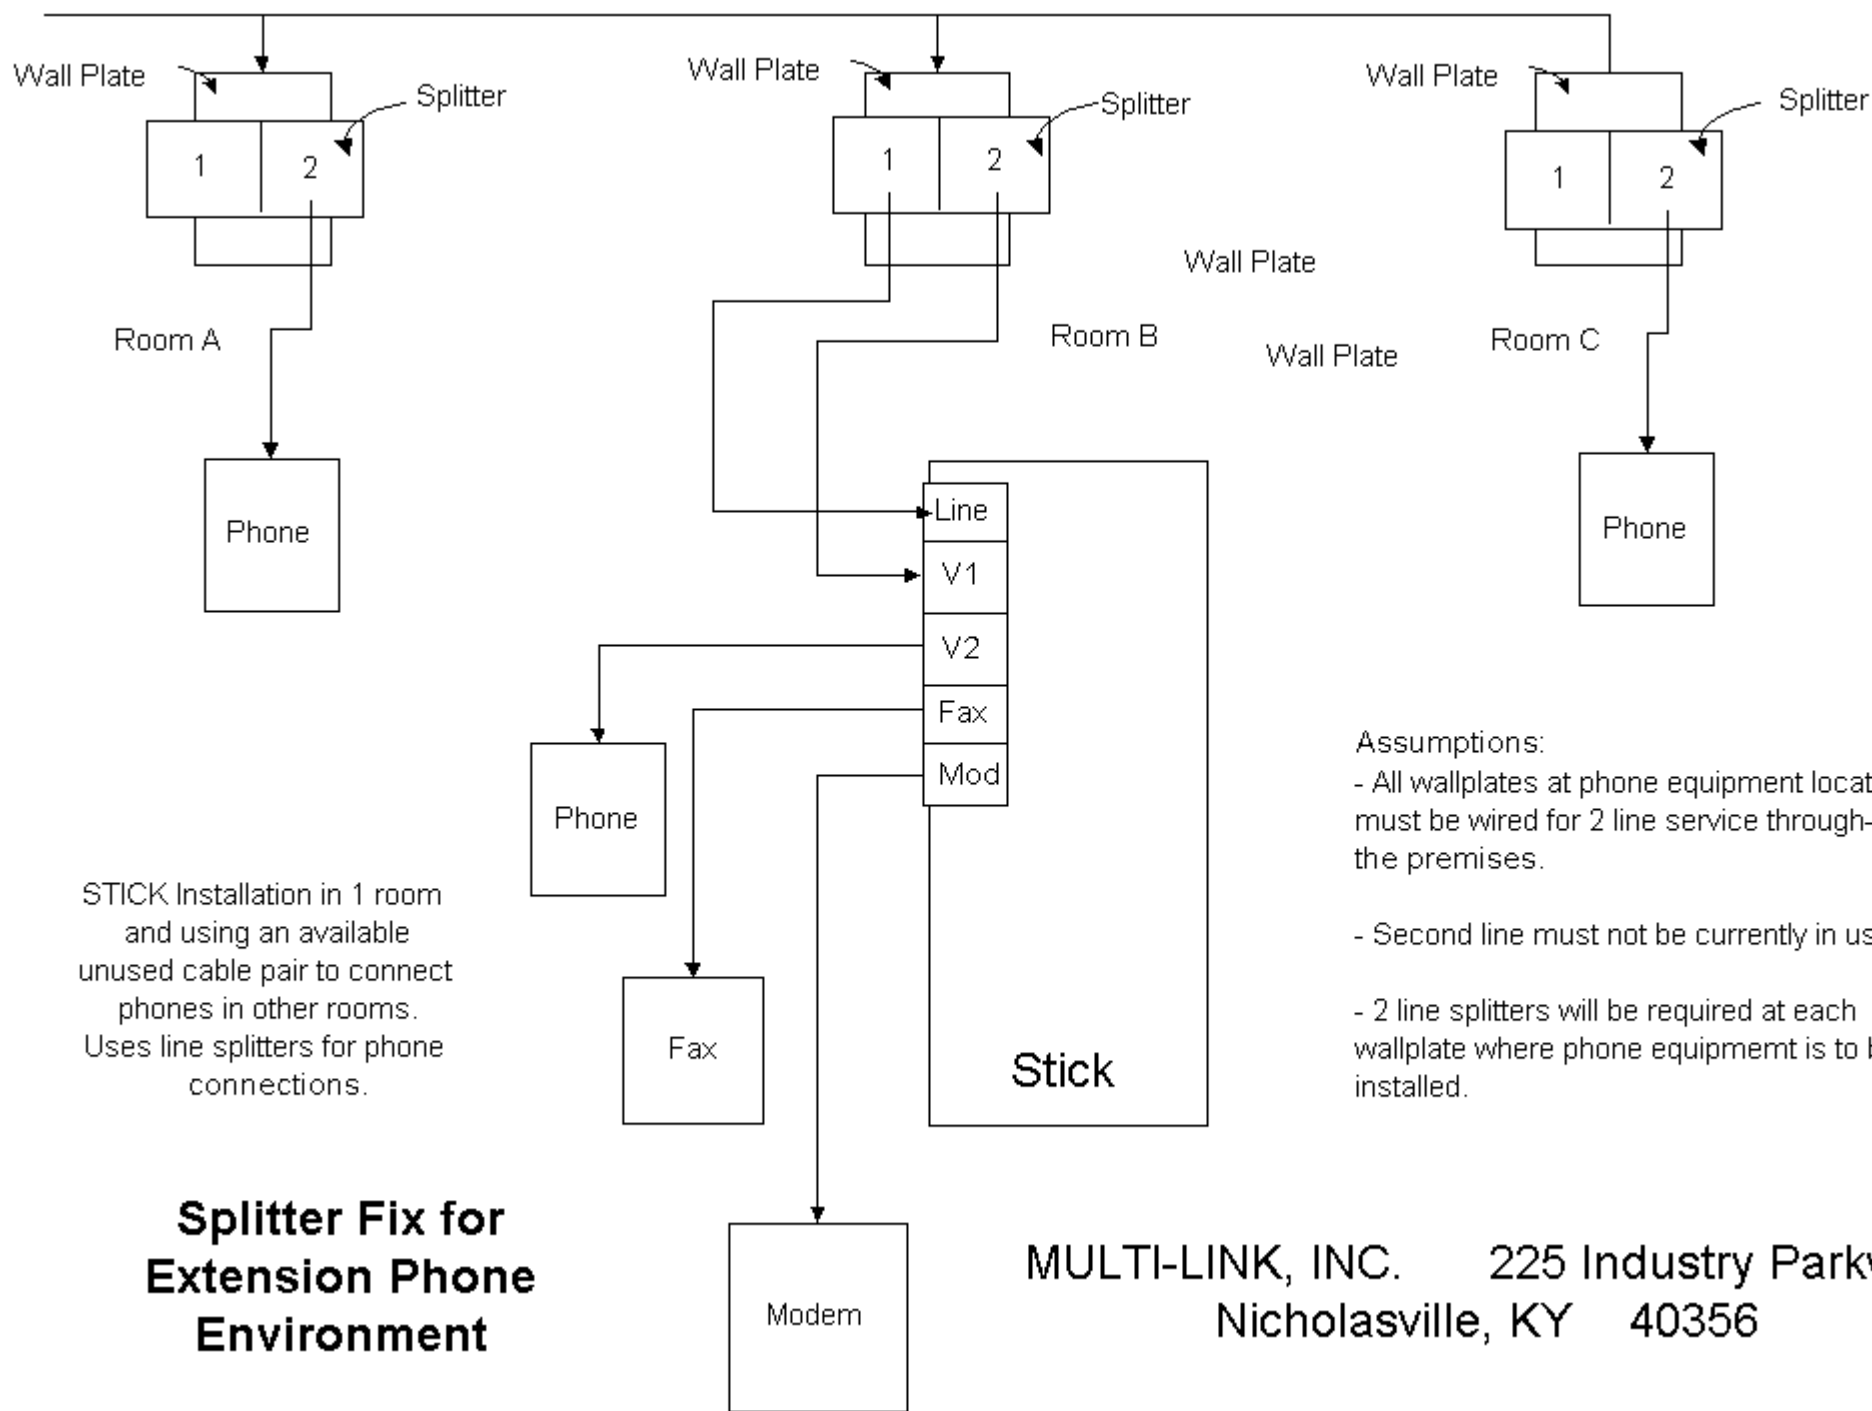 Wall Plate
Splitter
1
2
Room A
Phone
Wall Plate
Splitter
1
2
Wall Plate
Room B
Wall Plate
Wall Plate
Splitter
1
2
Room C
Phone
Line
V1
V2
Fax
Mod
Stick
Phone
Fax
Modem
Assumptions:
- All wallplates at phone equipment locat
must be wired for 2 line service through-
the premises.
- Second line must not be currently in us
- 2 line splitters will be required at each
wallplate where phone equipmemt is to b
installed.
STICK Installation in 1 room
and using an available
unused cable pair to connect
phones in other rooms.
Uses line splitters for phone
connections.
Splitter Fix for
Extension Phone
Environment
MULTI-LINK, INC. 225 Industry Parkw
Nicholasville, KY 40356